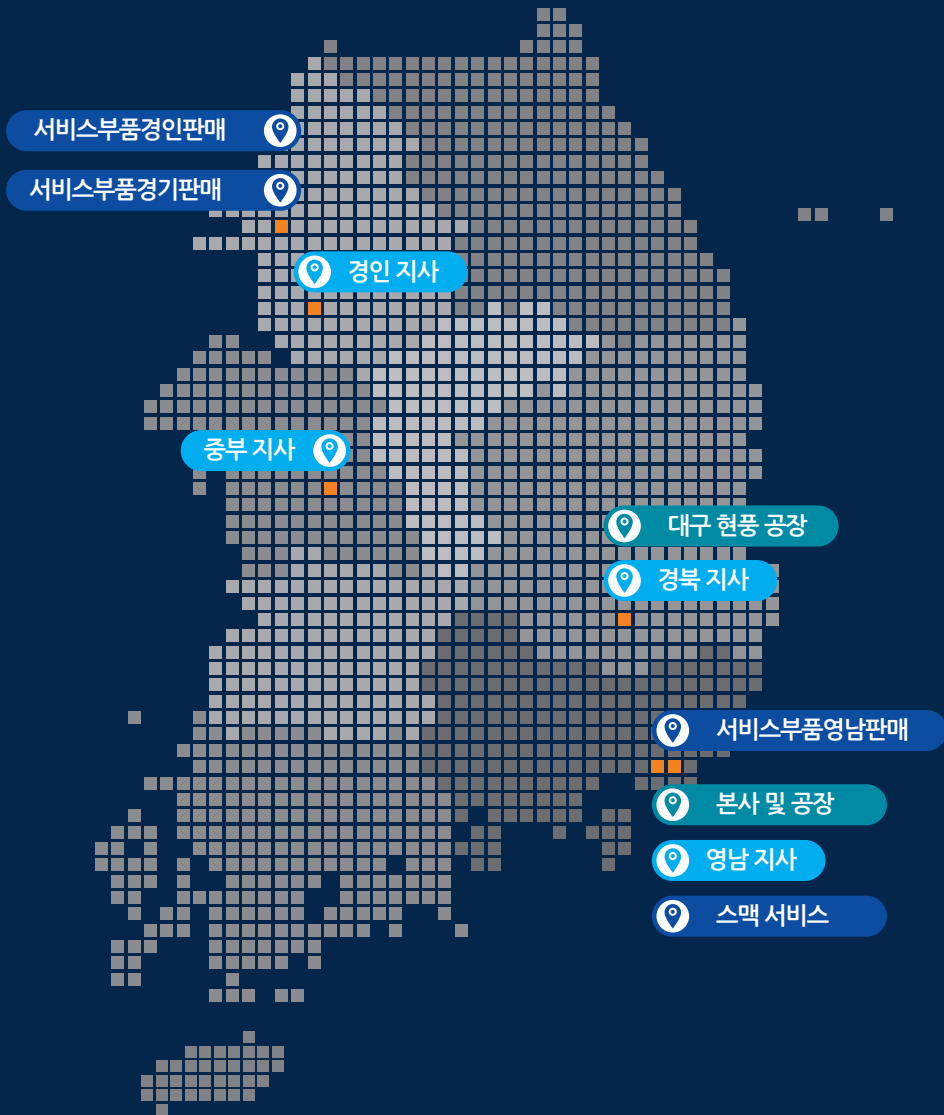 서비스부품경인판매
서비스부품경기판매
경인 지사
중부 지사
대구 현풍 공장
경북 지사
서비스부품영남판매
본사 및 공장
영남 지사
스맥 서비스